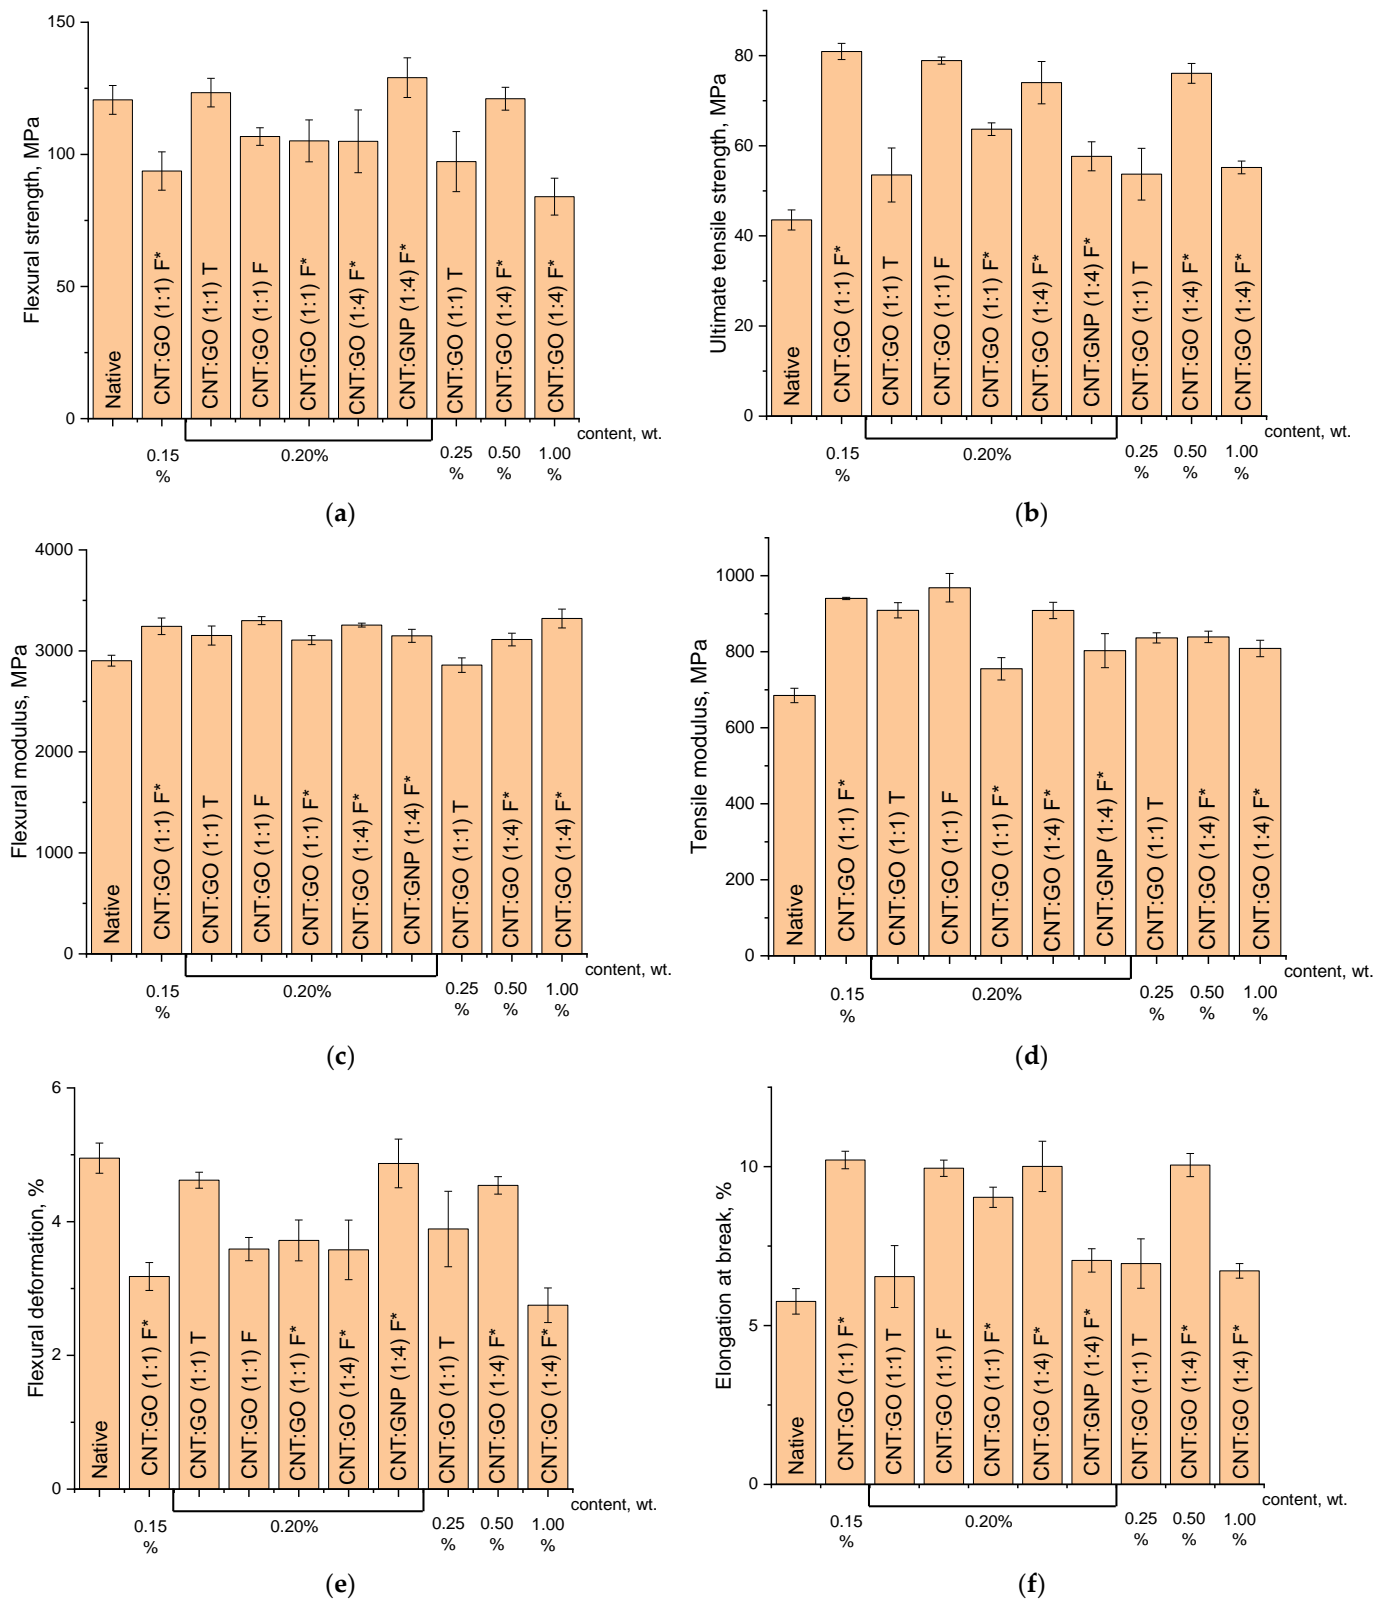 Flexural strength, MPa
150
100
50
0
Native
CNT:GO (1:1) F*
CNT:GO (1:1) T
CNT:GO (1:1) F
CNT:GO (1:1) F*
CNT:GO (1:4) F*
CNT:GNP (1:4) F*
CNT:GO (1:1) T
CNT:GO (1:4) F*
CNT:GO (1:4) F*
content, wt.
0.15
%
0.20%
0.25
%
0.50
%
1.00
%
(a)
Ultimate tensile strength, MPa
80
60
40
20
0
Native
CNT:GO (1:1) F*
CNT:GO (1:1) T
CNT:GO (1:1) F
CNT:GO (1:1) F*
CNT:GO (1:4) F*
CNT:GNP (1:4) F*
CNT:GO (1:1) T
CNT:GO (1:4) F*
CNT:GO (1:4) F*
content, wt.
0.15
%
0.20%
0.25
%
0.50
%
1.00
%
(b)
Flexural modulus, MPa
4000
3000
2000
1000
0
Native
CNT:GO (1:1) F*
CNT:GO (1:1) T
CNT:GO (1:1) F
CNT:GO (1:1) F*
CNT:GO (1:4) F*
CNT:GNP (1:4) F*
CNT:GO (1:1) T
CNT:GO (1:4) F*
CNT:GO (1:4) F*
content, wt.
0.15
%
0.20%
0.25
%
0.50
%
1.00
%
(c)
Tensile modulus, MPa
1000
800
600
400
200
0
Native
CNT:GO (1:1) F*
CNT:GO (1:1) T
CNT:GO (1:1) F
CNT:GO (1:1) F*
CNT:GO (1:4) F*
CNT:GNP (1:4) F*
CNT:GO (1:1) T
CNT:GO (1:4) F*
CNT:GO (1:4) F*
content, wt.
0.15
%
0.20%
0.25
%
0.50
%
1.00
%
(d)
Flexural deformation, %
6
4
2
0
Native
CNT:GO (1:1) F*
CNT:GO (1:1) T
CNT:GO (1:1) F
CNT:GO (1:1) F*
CNT:GO (1:4) F*
CNT:GNP (1:4) F*
CNT:GO (1:1) T
CNT:GO (1:4) F*
CNT:GO (1:4) F*
content, wt.
0.15
%
0.20%
0.25
%
0.50
%
1.00
%
(e)
Elongation at break, %
10
5
0
Native
CNT:GO (1:1) F*
CNT:GO (1:1) T
CNT:GO (1:1) F
CNT:GO (1:1) F*
CNT:GO (1:4) F*
CNT:GNP (1:4) F*
CNT:GO (1:1) T
CNT:GO (1:4) F*
CNT:GO (1:4) F*
content, wt.
0.15
%
0.20%
0.25
%
0.50
%
1.00
%
(f)